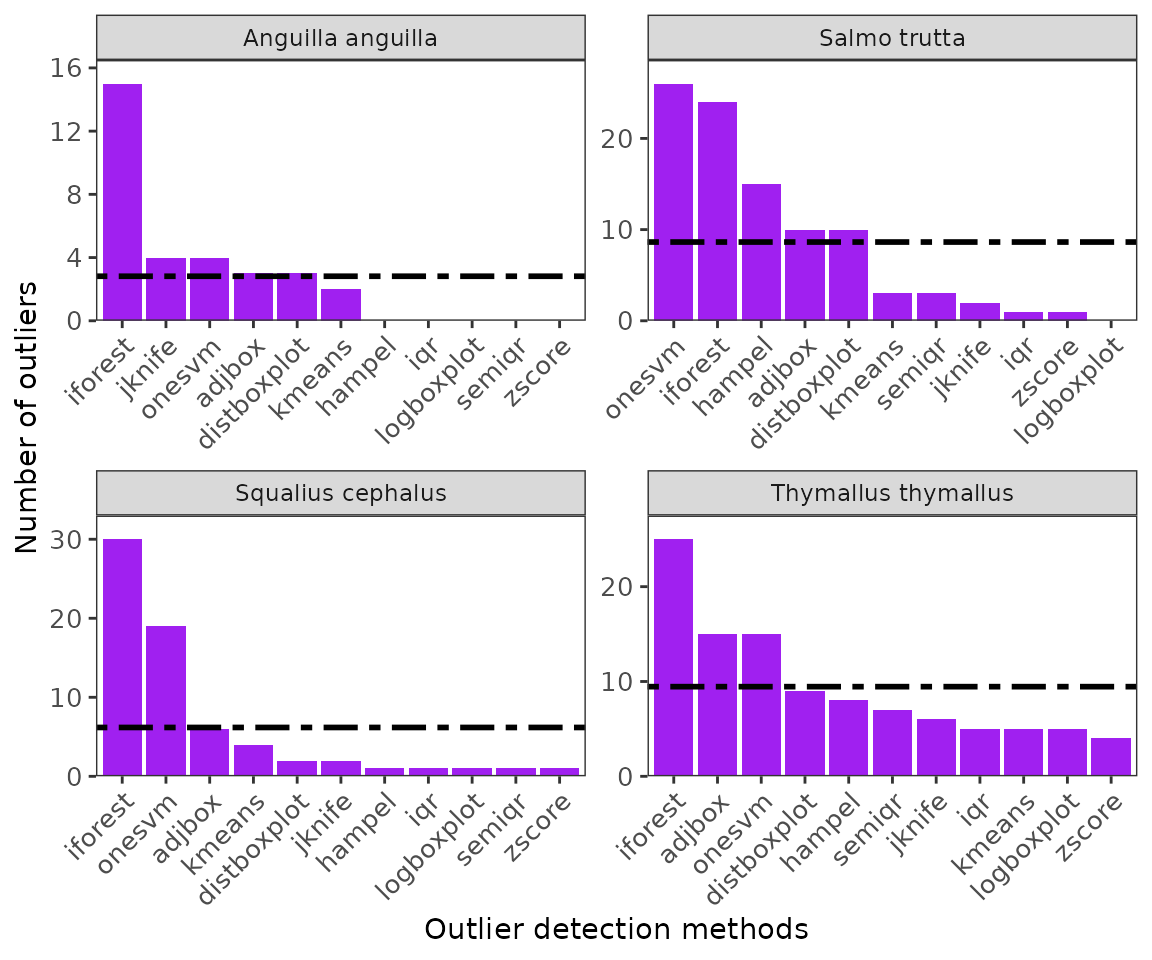 Number of outliers
Anguilla anguilla
16
12
8
4
0
iforest
jknife
onesvm
adjbox
distboxplot
kmeans
hampel
iqr
logboxplot
semiqr
zscore
Salmo trutta
20
10
0
onesvm
iforest
hampel
adjbox
distboxplot
kmeans
semiqr
jknife
iqr
zscore
logboxplot
Squalius cephalus
30
20
10
0
iforest
onesvm
adjbox
kmeans
distboxplot
jknife
hampel
iqr
logboxplot
semiqr
zscore
Thymallus thymallus
20
10
0
iforest
adjbox
onesvm
distboxplot
hampel
semiqr
jknife
iqr
kmeans
logboxplot
zscore
Outlier detection methods